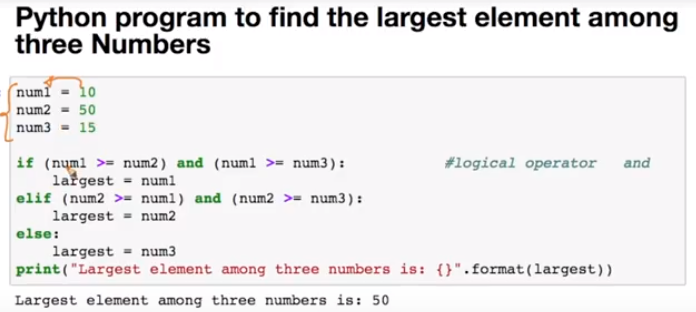 Python program to find the largest element among
three Numbers
num1 = 10
num2 = 50
num3 = 15
if (num1 >= num2) and (num1 >= num3): #logical operator and
largest = num1
elif (num2 >= num1) and (num2 >= num3):
largest = num2
else:
largest = num3
print("Largest element among three numbers is: {}".format(largest))
Largest element among three numbers is: 50